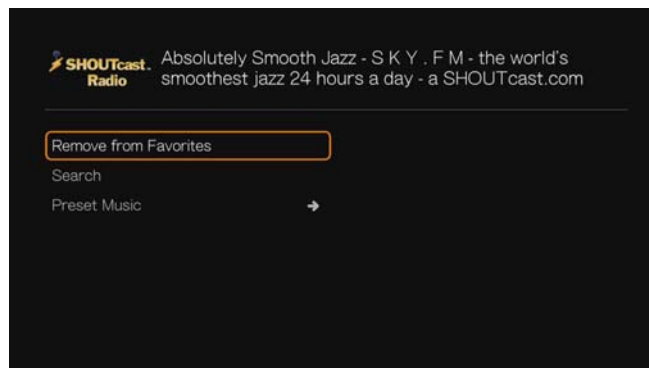 SHOUTcast.
Radio
Absolutely Smooth Jazz - S K Y . F M - the world's
smoothest jazz 24 hours a day - a SHOUTcast.com
Remove from Favorites
Search
Preset Music